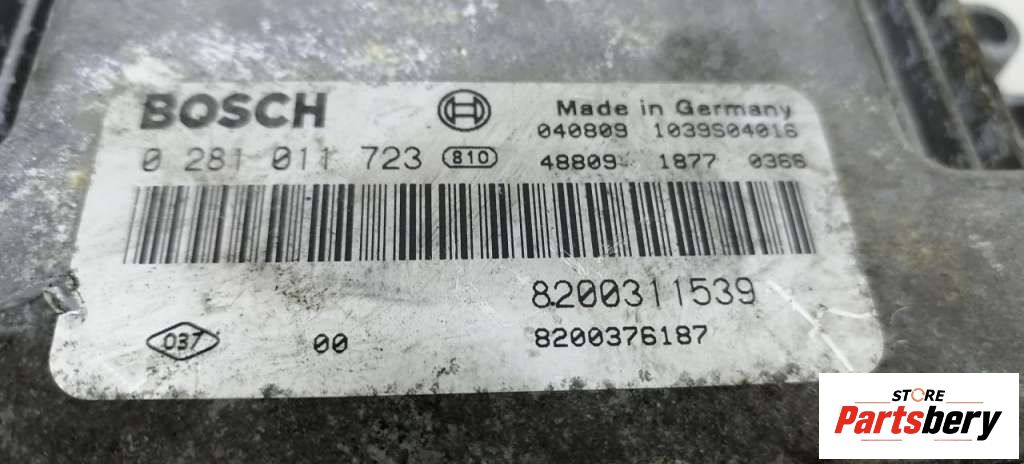 BOSCH
Made in Germany
040809 1039S04016
0 281 011 723 810
48809 1877 0366
8200311539
037 00
8200376187
STORE
Partsbery